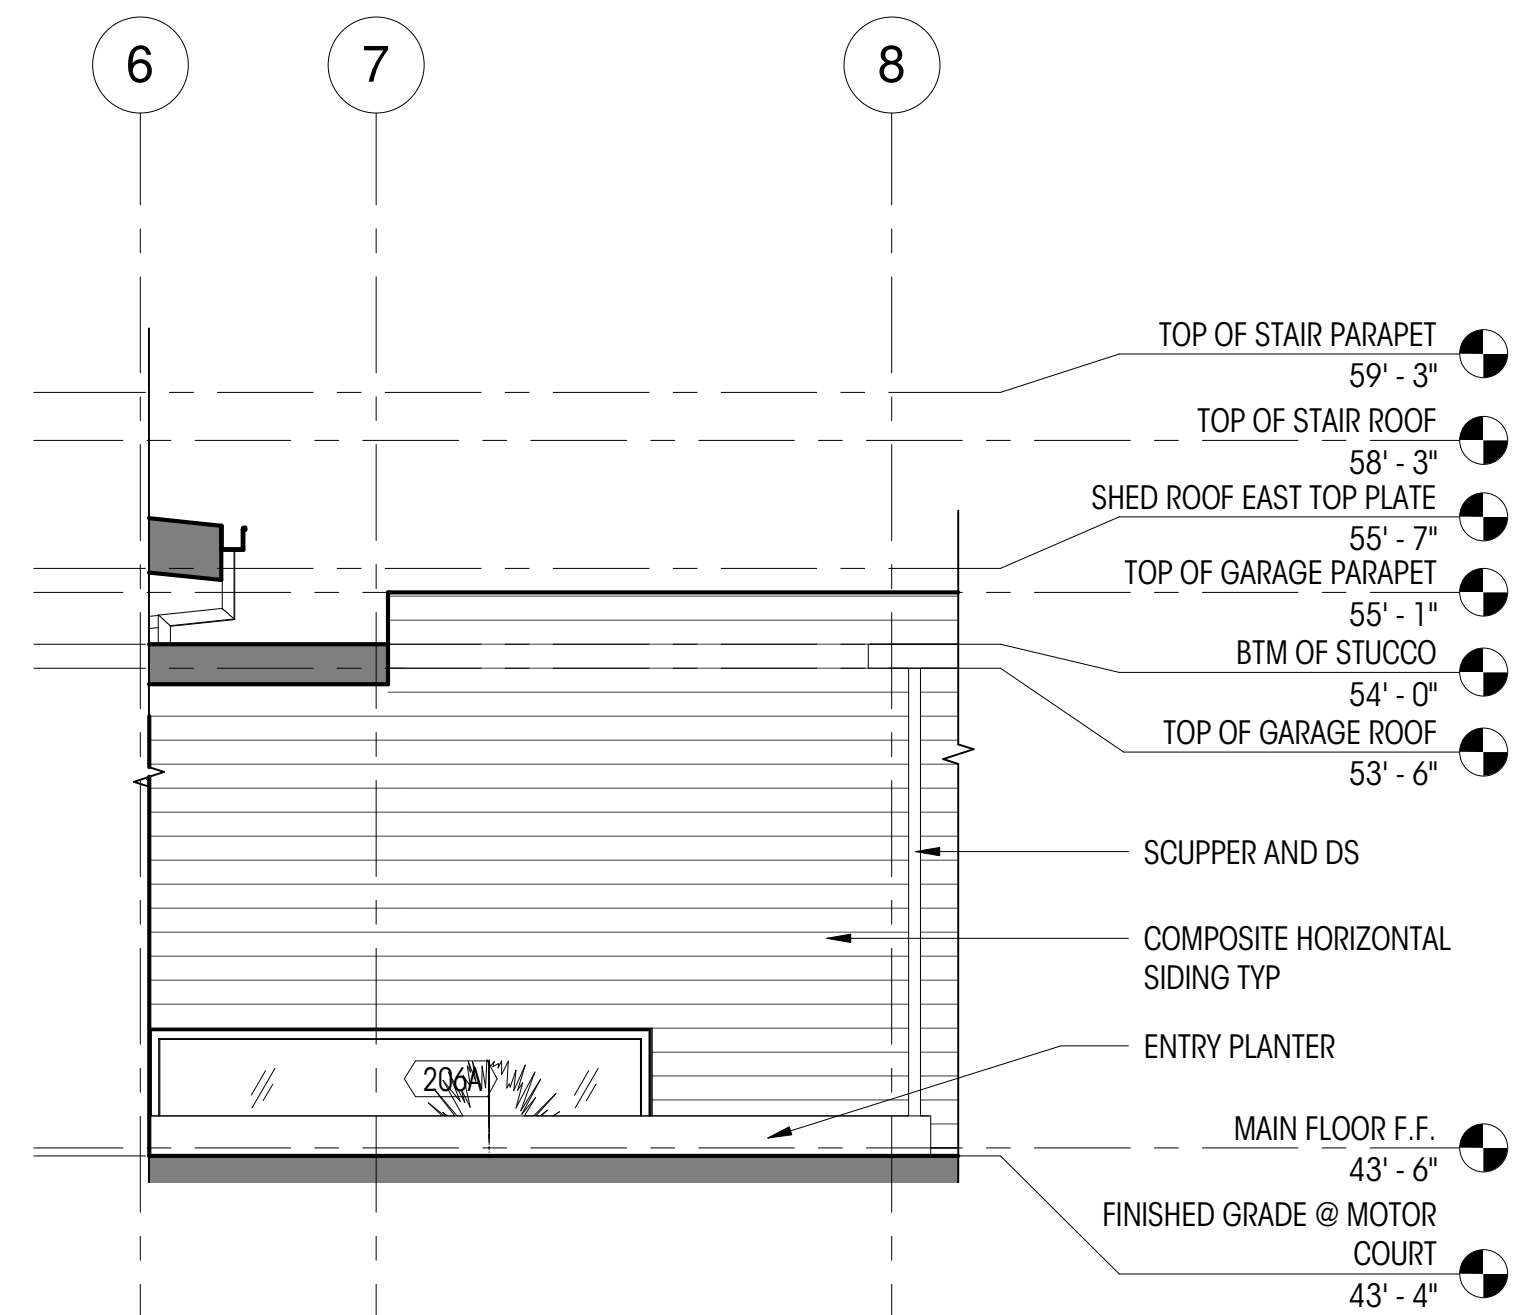 6
7
8
TOP OF STAIR PARAPET
59' - 3"
TOP OF STAIR ROOF
58' - 3"
SHED ROOF EAST TOP PLATE
55' - 7"
TOP OF GARAGE PARAPET
55' - 1"
BTM OF STUCCO
54' - 0"
TOP OF GARAGE ROOF
53' - 6"
SCUPPER AND DS
COMPOSITE HORIZONTAL
SIDING TYP
ENTRY PLANTER
206A
MAIN FLOOR F.F.
43' - 6"
FINISHED GRADE @ MOTOR
COURT
43' - 4"